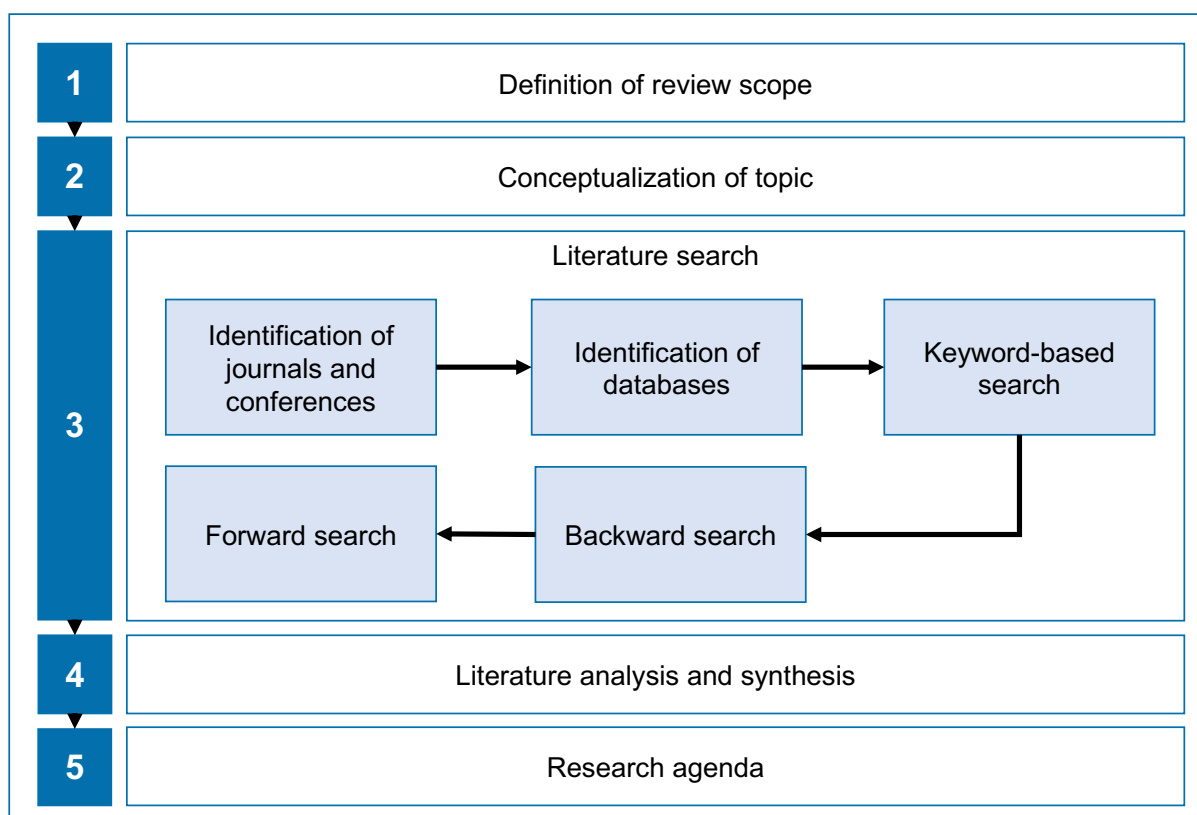 1
Definition of review scope
2
Conceptualization of topic
3
Literature search
Identification of
journals and
conferences
Identification of
databases
Keyword-based
search
Backward search
Forward search
4
Literature analysis and synthesis
5
Research agenda